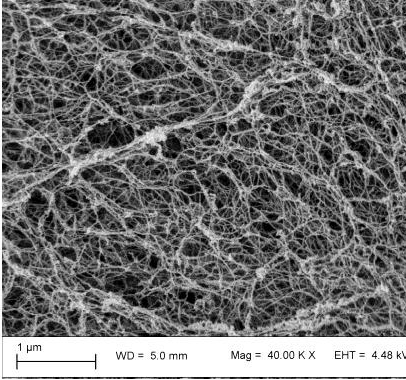 1 µm
WD = 5.0 mm Mag = 40.00 K X EHT = 4.48 kV